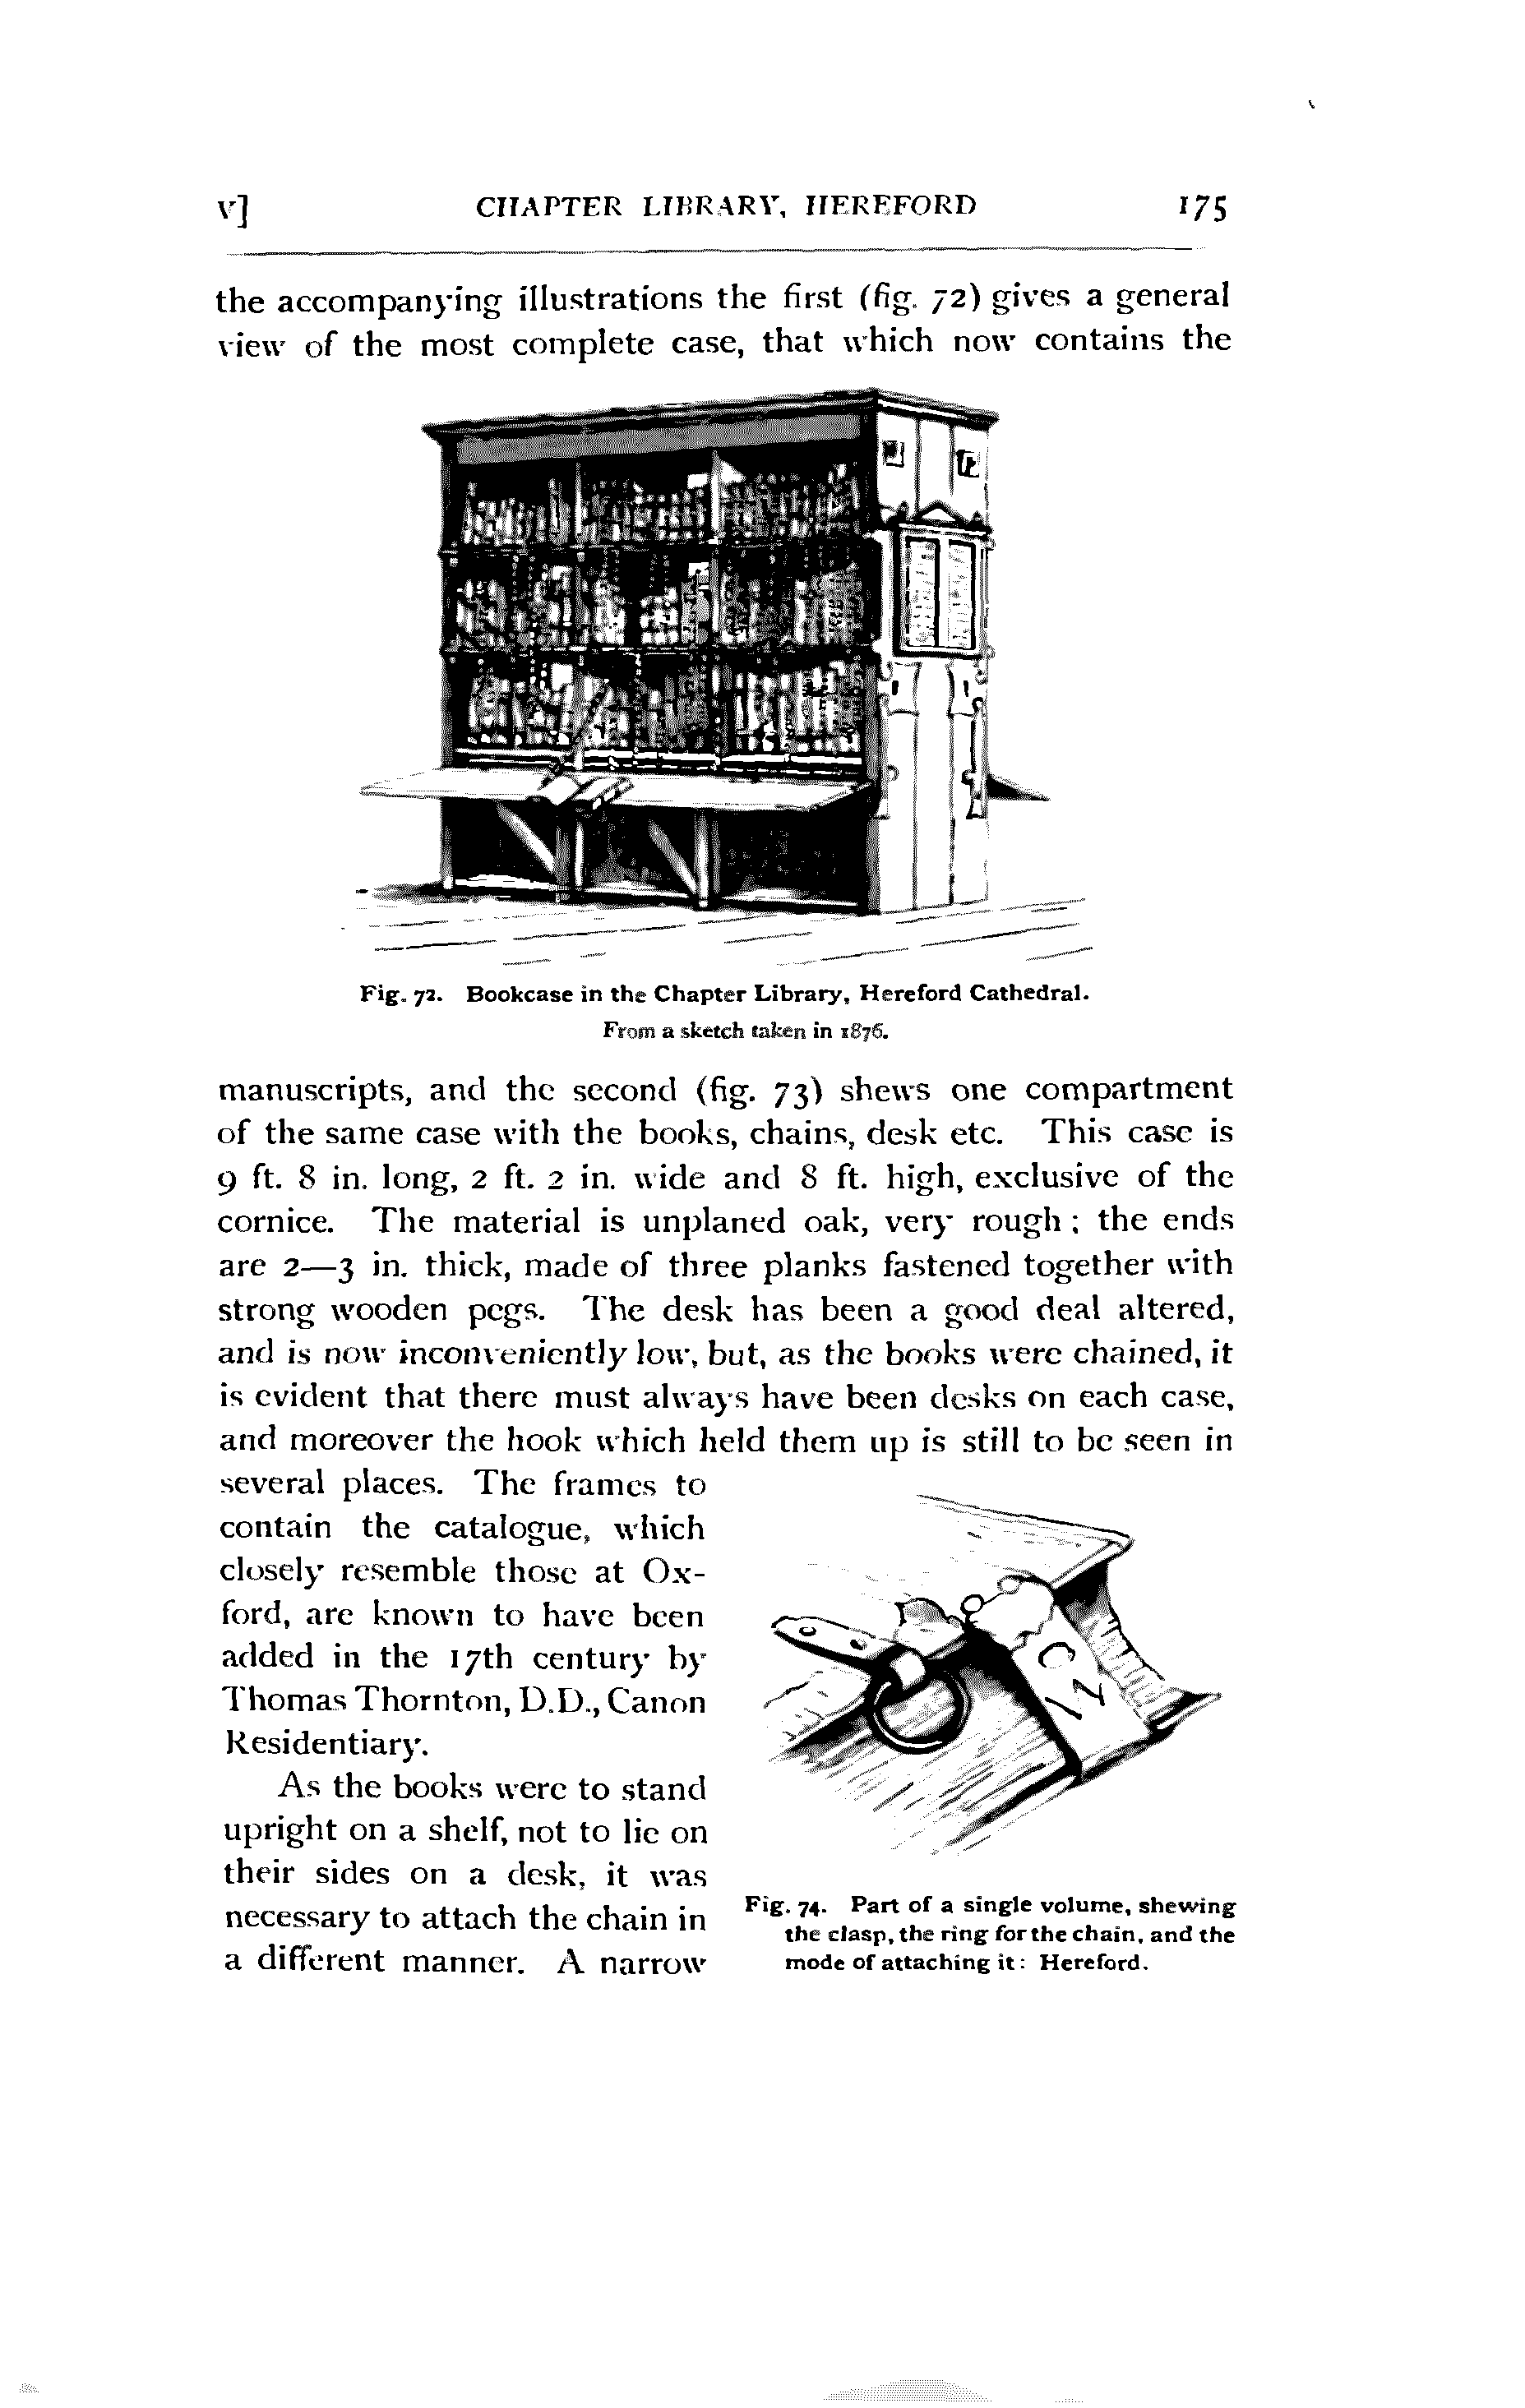 v] CHAPTER LIBRARY, HEREFORD 175
the accompanying illustrations the first (fig. 72) gives a general
view of the most complete case, that which now contains the
Fig. 72. Bookcase in the Chapter Library, Hereford Cathedral.
From a sketch taken in 1876.
manuscripts, and the second (fig. 73) shews one compartment
of the same case with the books, chains, desk etc. This case is
9 ft. 8 in. long, 2 ft. 2 in. wide and 8 ft. high, exclusive of the
cornice. The material is unplaned oak, very rough; the ends
are 2—3 in. thick, made of three planks fastened together with
strong wooden pegs. The desk has been a good deal altered,
and is now inconveniently low, but, as the books were chained, it
is evident that there must always have been desks on each case,
and moreover the hook which held them up is still to be seen in
several places. The frames to
contain the catalogue, which
closely resemble those at Ox-
ford, are known to have been
added in the 17th century by
Thomas Thornton, D.D., Canon
Residentiary.
As the books were to stand
upright on a shelf, not to lie on
their sides on a desk, it was
necessary to attach the chain in
a different manner. A narrow
Fig. 74. Part of a single volume, shewing
the clasp, the ring for the chain, and the
mode of attaching it: Hereford.